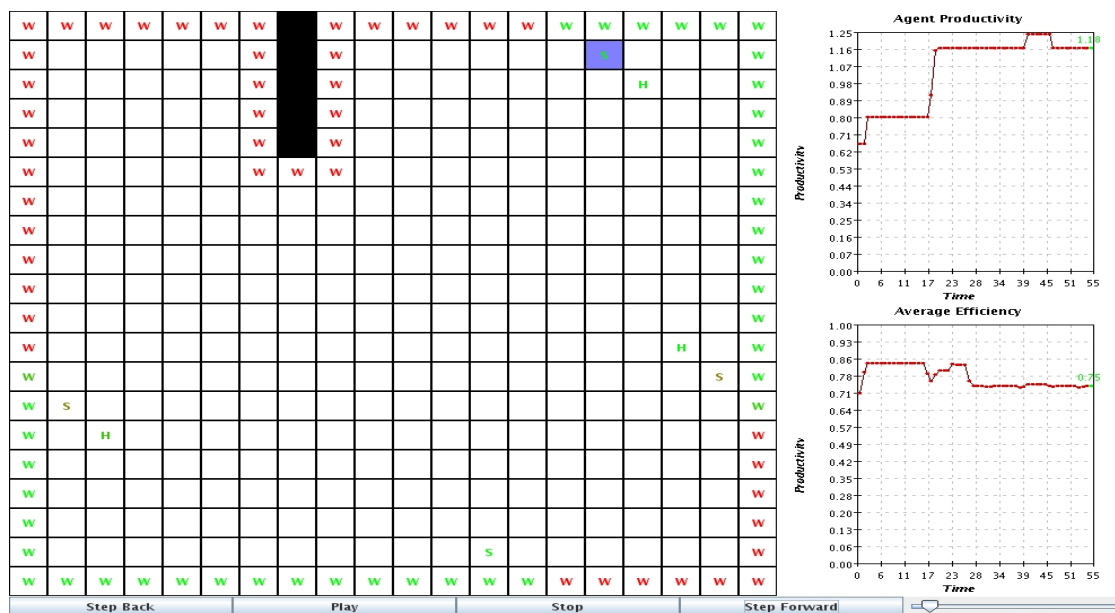 W W W W W W W W W W W W W W W W W W W
W W W S W
W W W H W
W W W W
W W W W
W W W W W
W W
W W
W W
W W
W W
W H W
W S W
W S W
W H W
W W
W W
W W
W S W
W W W W W W W W W W W W W W W W W W W W
Step Back Play Stop Step Forward
Agent Productivity
1.25
1.16
1.07
0.98
0.89
0.80
0.71
0.62
0.53
0.44
0.34
0.25
0.16
0.07
0.00
1.18
Productivity
0 6 11 17 23 28 34 39 45 51 55
Time
Average Efficiency
1.00
0.93
0.86
0.78
0.71
0.64
0.57
0.49
0.42
0.35
0.28
0.20
0.13
0.06
0.00
0.75
Productivity
0 6 11 17 23 28 34 39 45 51 55
Time